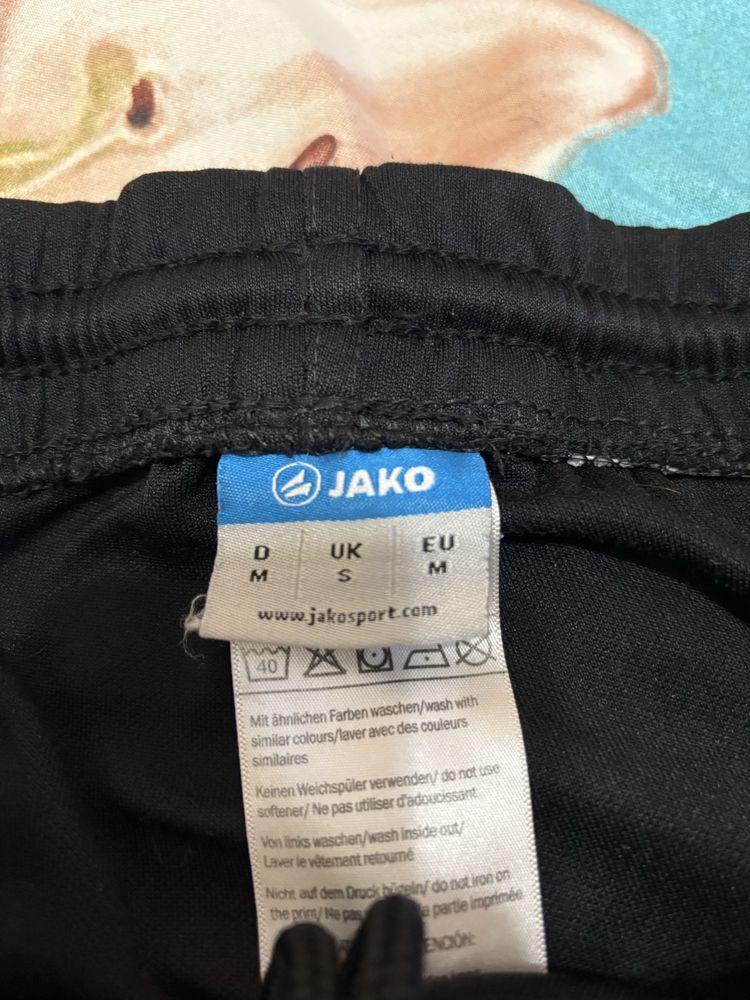 JAKO
D UK EU
M S M
www.jakosport.com
40
Mit ähnlichen Farben waschen/wash with
similar colours/laver avec des couleurs
similaires
Keinen Weichspüler verwenden/ do not use
softener/ Ne pas utiliser d'adoucissant
Von links waschen/wash inside out/
Laver le vêtement retourné
Nicht auf dem Druck bügeln/ do not iron on
the print/ Ne pas la partie imprimée